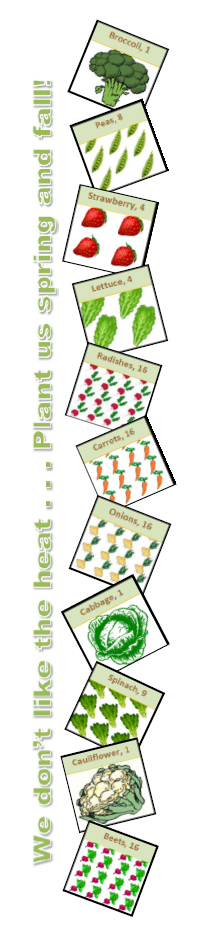 We don't like the heat . . . Plant us spring and fall!
Broccoli, 1
Peas, 8
Strawberry, 4
Lettuce, 4
Radishes, 16
Carrots, 16
Onions, 16
Cabbage, 1
Spinach, 9
Cauliflower, 1
Beets, 16